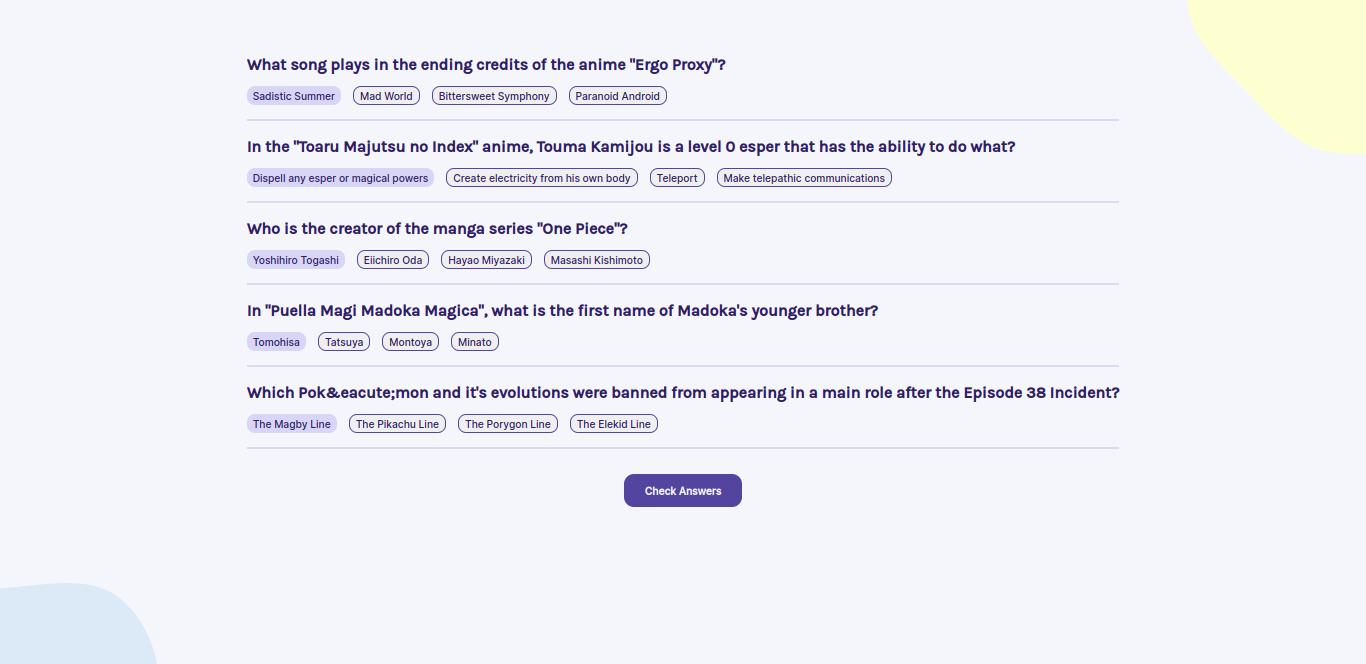 What song plays in the ending credits of the anime "Ergo Proxy"?
Sadistic Summer Mad World Bittersweet Symphony Paranoid Android
In the "Toaru Majutsu no Index" anime, Touma Kamijou is a level 0 esper that has the ability to do what?
Dispell any esper or magical powers Create electricity from his own body Teleport Make telepathic communications
Who is the creator of the manga series "One Piece"?
Yoshihiro Togashi Eiichiro Oda Hayao Miyazaki Masashi Kishimoto
In "Puella Magi Madoka Magica", what is the first name of Madoka's younger brother?
Tomohisa Tatsuya Montoya Minato
Which Pok&eacute;mon and it's evolutions were banned from appearing in a main role after the Episode 38 Incident?
The Magby Line The Pikachu Line The Porygon Line The Elekid Line
Check Answers